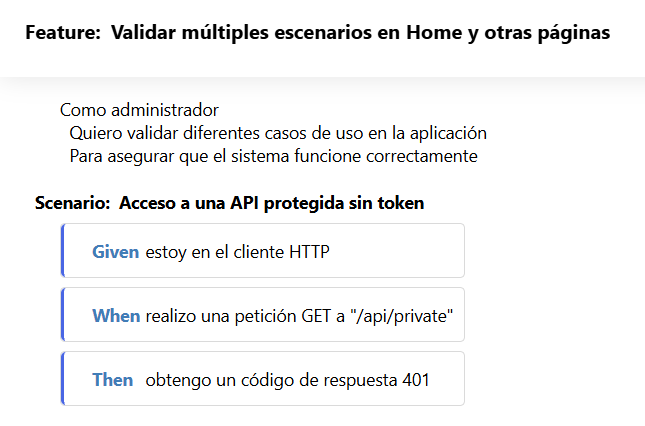 Feature: Validar múltiples escenarios en Home y otras páginas
Como administrador
Quiero validar diferentes casos de uso en la aplicación
Para asegurar que el sistema funcione correctamente
Scenario: Acceso a una API protegida sin token
Given estoy en el cliente HTTP
When realizo una petición GET a "/api/private"
Then obtengo un código de respuesta 401